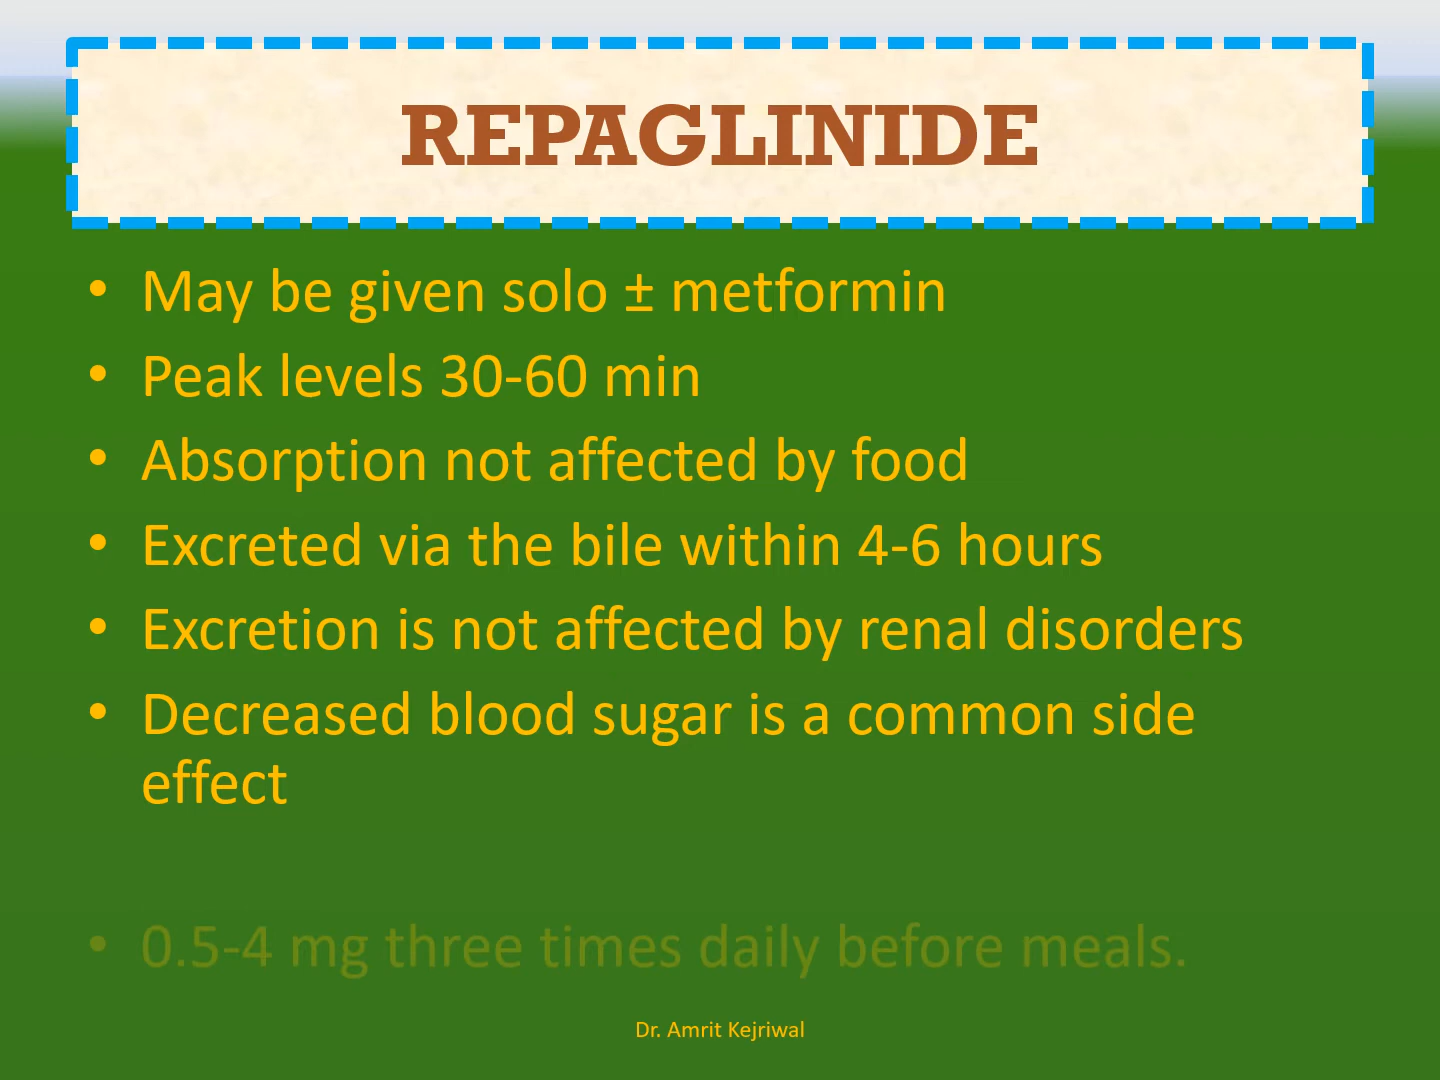 REPAGLINIDE
• May be given solo ± metformin
• Peak levels 30-60 min
• Absorption not affected by food
• Excreted via the bile within 4-6 hours
• Excretion is not affected by renal disorders
• Decreased blood sugar is a common side
effect
• 0.5-4 mg three times daily before meals.
Dr. Amrit Kejriwal